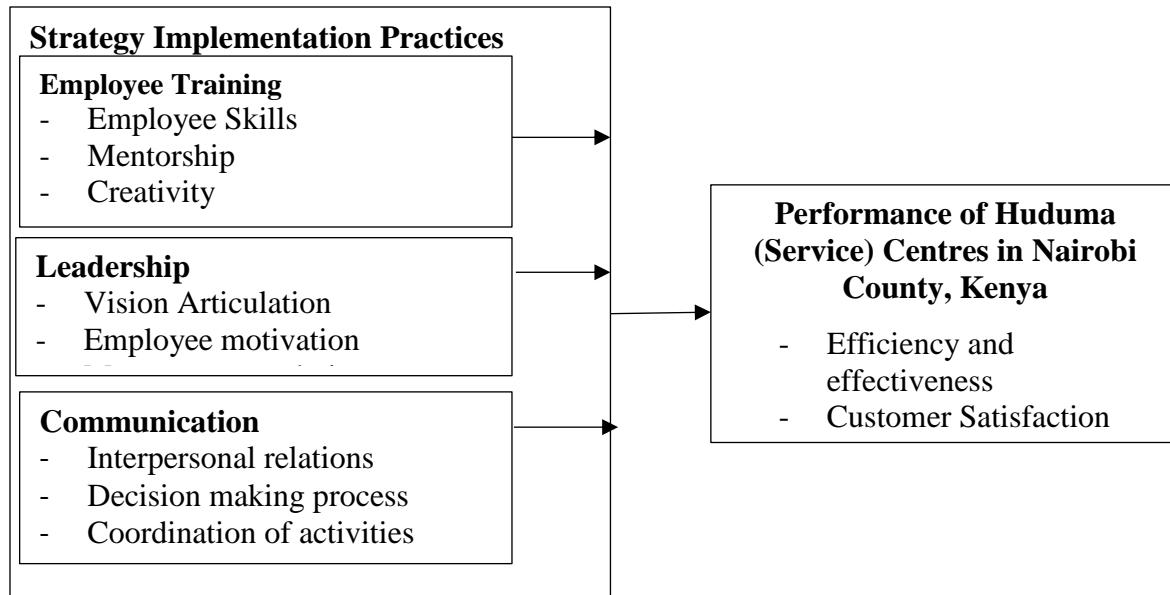 Strategy Implementation Practices
Employee Training
- Employee Skills
- Mentorship
- Creativity
Leadership
- Vision Articulation
- Employee motivation
-
Communication
- Interpersonal relations
- Decision making process
- Coordination of activities
Performance of Huduma
(Service) Centres in Nairobi
County, Kenya
- Efficiency and
effectiveness
- Customer Satisfaction